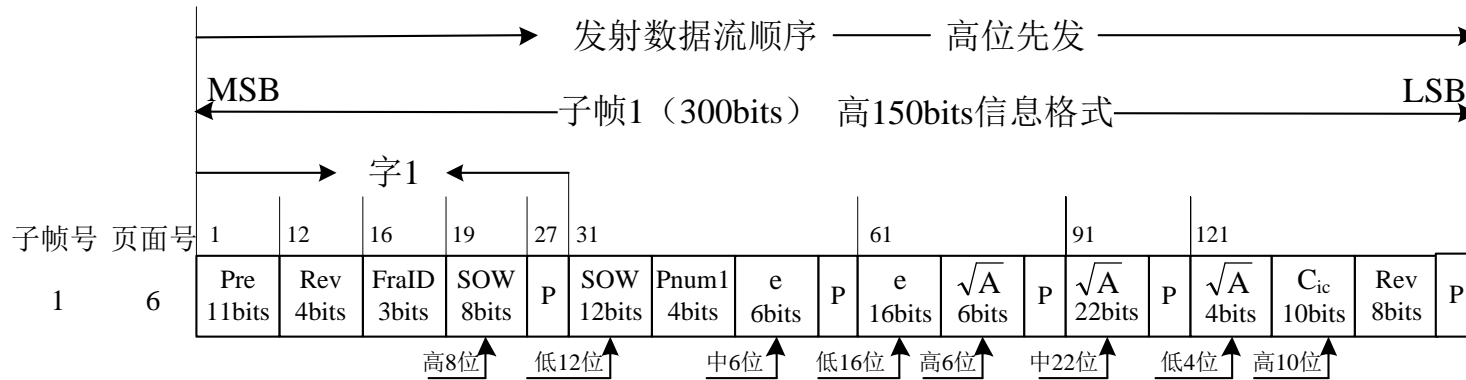 发射数据流顺序 高位先发
MSB LSB
子帧1（300bits） 高150bits信息格式
字1
子帧号 页面号 1 12 16 19 27 31 61 91 121
Pre Rev FraID SOW P SOW Pnum1 e P e √A P √A P √A Cic Rev P
1 6 11bits 4bits 3bits 8bits 12bits 4bits 6bits 16bits 6bits 22bits 4bits 10bits 8bits
高8位 低12位 中6位 低16位 高6位 中22位 低4位 高10位